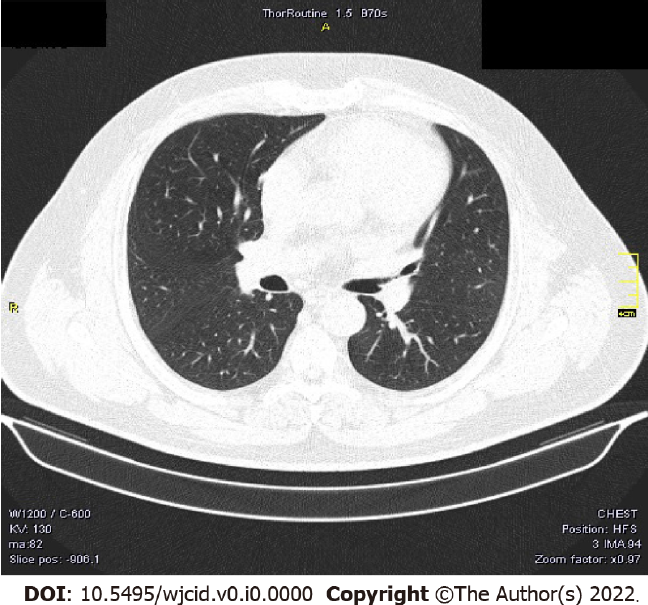 ThorRoutine 1.5 B70s
A
R
4cm
W1200 / C-600
KV: 130
ma:82
Slice pos: -906.1
CHEST
Position: HFS
3 IMA 94
Zoom factor: x0.97
DOI: 10.5495/wjcid.v0.i0.0000 Copyright ©The Author(s) 2022.